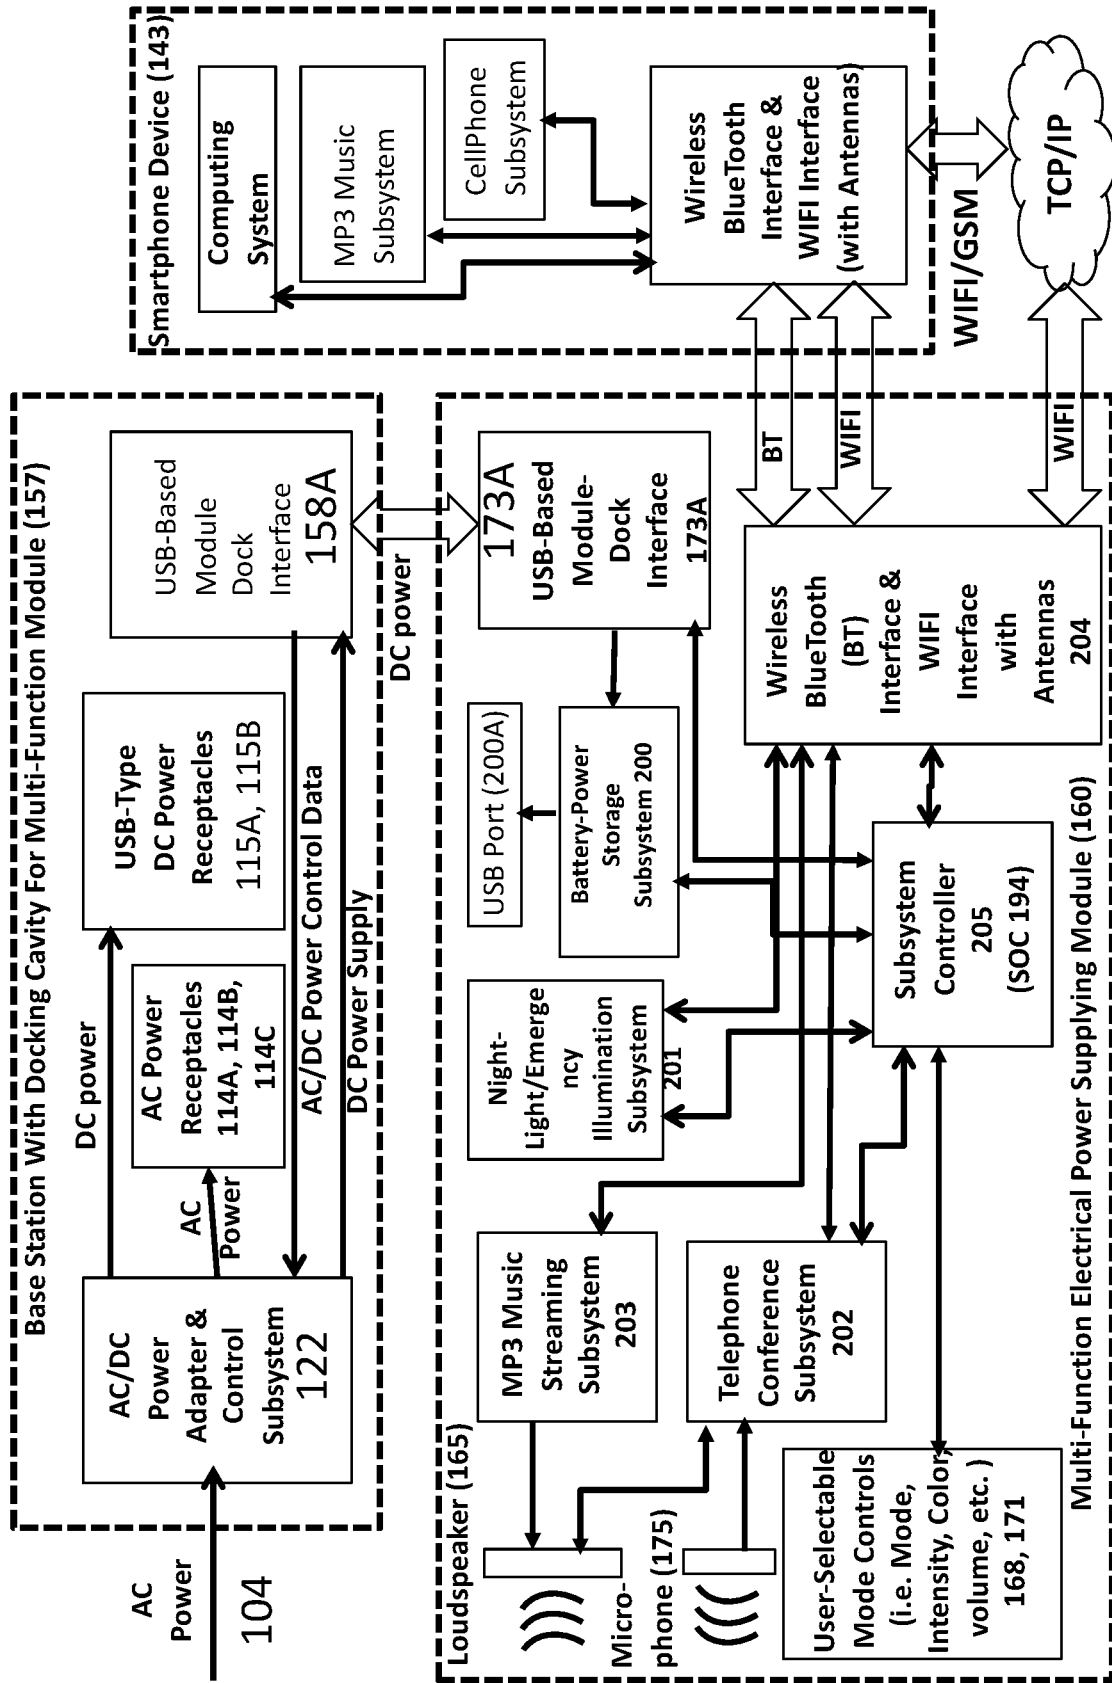 Base Station With Docking Cavity For Multi-Function Module (157)
AC
Power
104
AC/DC
Power
Adapter &
Control
Subsystem
122
DC power
AC
Power
AC Power
Receptacles
114A, 114B,
114C
USB-Type
DC Power
Receptacles
115A, 115B
AC/DC Power Control Data
DC Power Supply
USB-Based
Module
Dock
Interface
158A
DC power
Smartphone Device (143)
Computing
System
MP3 Music
Subsystem
CellPhone
Subsystem
Wireless
BlueTooth
Interface &
WIFI Interface
(with Antennas)
WIFI/GSM
TCP/IP
BT
WIFI
WIFI
Loudspeaker (165)
MP3 Music
Streaming
Subsystem
203
Night-
Light/Emerge
ncy
Illumination
Subsystem
201
USB Port (200A)
Battery-Power
Storage
Subsystem 200
173A
USB-Based
Module-
Dock
Interface
173A
Micro-
phone (175)
Telephone
Conference
Subsystem
202
Wireless
BlueTooth
(BT)
Interface &
WIFI
Interface
with
Antennas
204
User-Selectable
Mode Controls
(i.e. Mode,
Intensity, Color,
volume, etc. )
168, 171
Subsystem
Controller
205
(SOC 194)
Multi-Function Electrical Power Supplying Module (160)